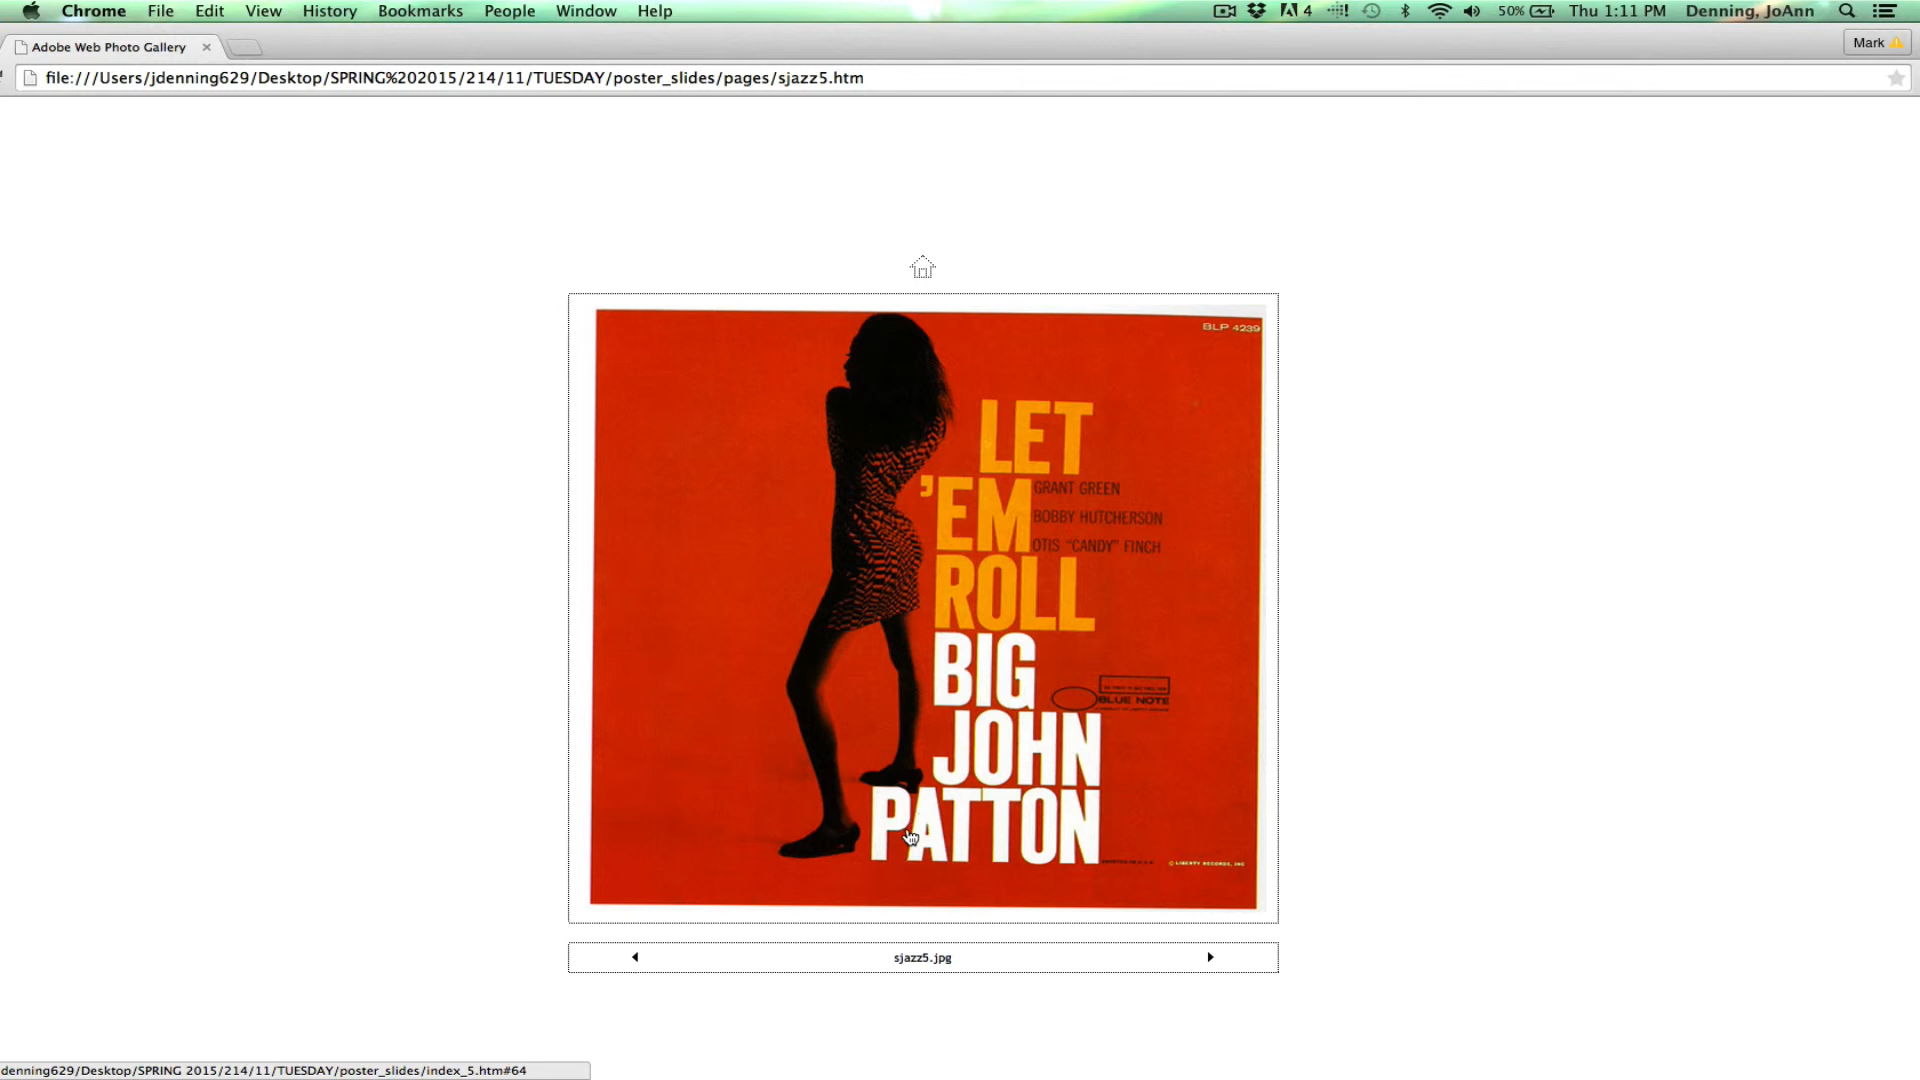 Chrome File Edit View History Bookmarks People Window Help
4 50% Thu 1:11 PM Denning, JoAnn
Adobe Web Photo Gallery
Mark
file:///Users/jdenning629/Desktop/SPRING%202015/214/11/TUESDAY/poster_slides/pages/sjazz5.htm
BLP 4239
LET
'EM
GRANT GREEN
BOBBY HUTCHERSON
OTIS "CANDY" FINCH
ROLL
BIG
BLUE NOTE
JOHN
PATTON
© LIBERTY RECORDS, INC
sjazz5.jpg
denning629/Desktop/SPRING 2015/214/11/TUESDAY/poster_slides/index_5.htm#64